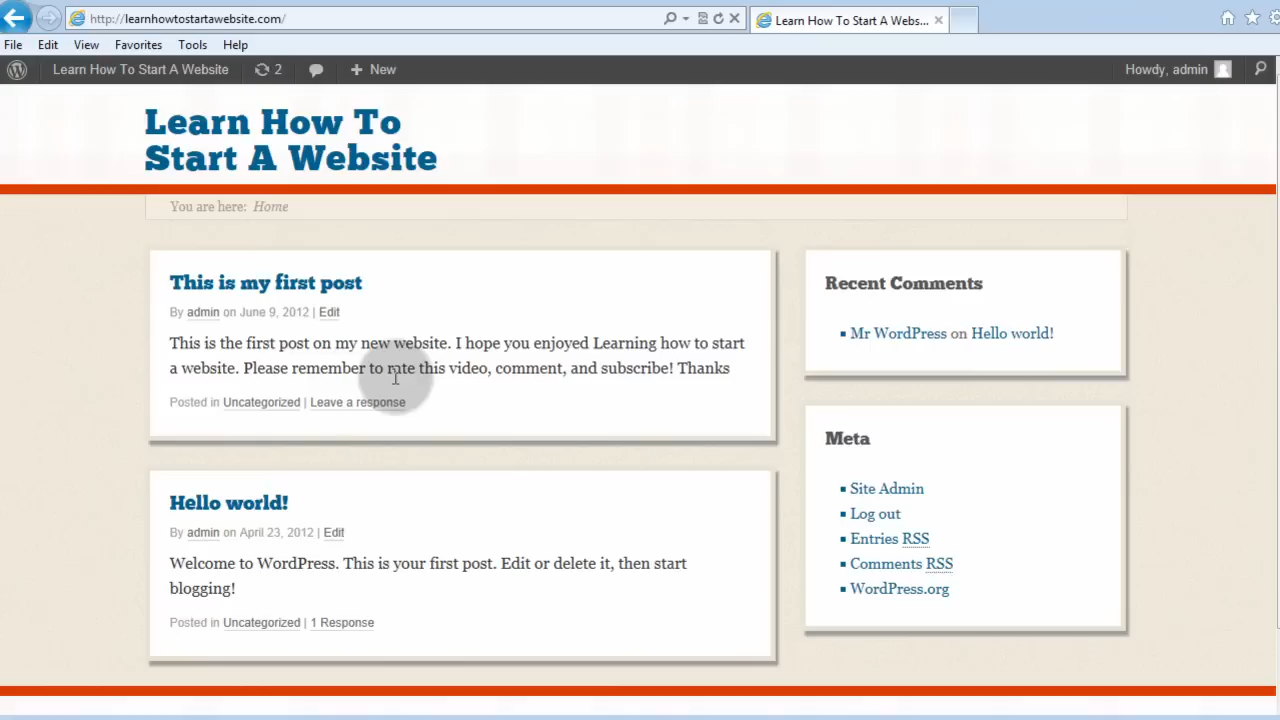 http://learnhowtostartawebsite.com/
Learn How To Start A Webs...
File Edit View Favorites Tools Help
Learn How To Start A Website 2 New Howdy, admin
Learn How To
Start A Website
You are here: Home
This is my first post
By admin on June 9, 2012 | Edit
This is the first post on my new website. I hope you enjoyed Learning how to start
a website. Please remember to rate this video, comment, and subscribe! Thanks
Posted in Uncategorized | Leave a response
Hello world!
By admin on April 23, 2012 | Edit
Welcome to WordPress. This is your first post. Edit or delete it, then start
blogging!
Posted in Uncategorized | 1 Response
Recent Comments
Mr WordPress on Hello world!
Meta
Site Admin
Log out
Entries RSS
Comments RSS
WordPress.org